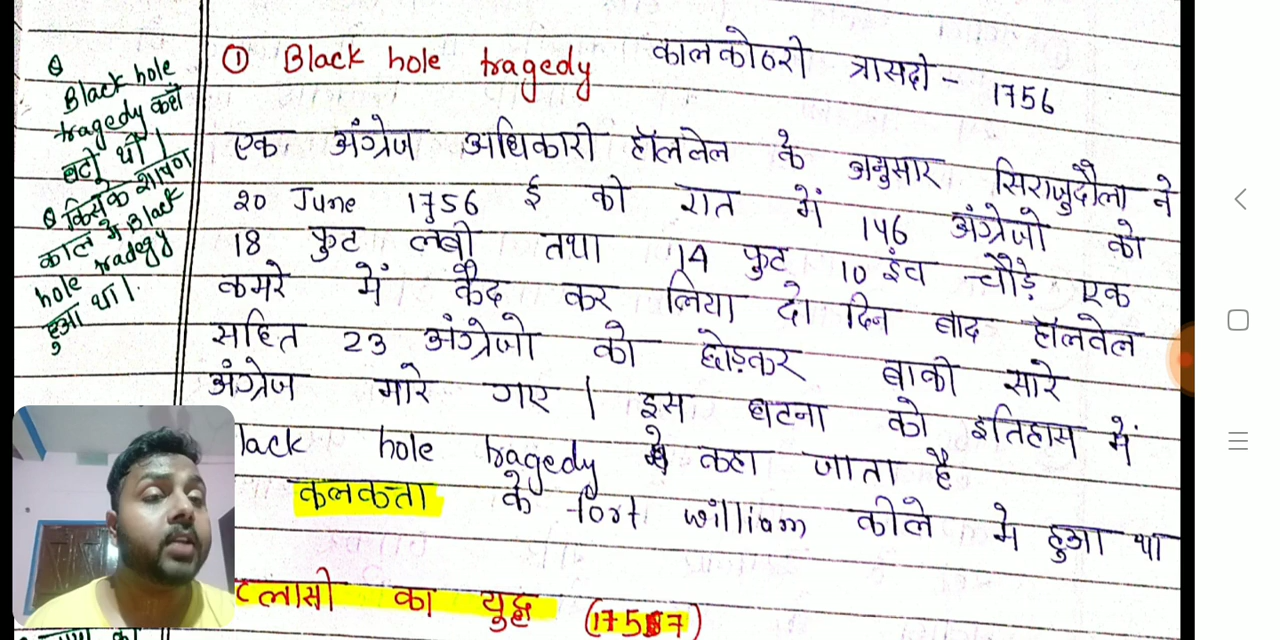 ① Black hole tragedy कालकोठरी त्रासदी - 1756
एक अंग्रेज अधिकारी हॉलवेल के अनुसार सिराजुदौला ने
20 June 1756 ई को रात में 146 अंग्रेजो को
18 फुट लंबी तथा 14 फुट 10 इंच चौड़े एक
कमरे में कैद कर लिया दो दिन बाद हॉलवेल
सहित 23 अंग्रेजो को छोड़कर बाकी सारे
अंग्रेज मारे गए | इस घटना को इतिहास में
lack hole tragedy कहा जाता है
कलकता के fort william कीले मे हुआ था
प्लासी का युद्ध (1757)
Q
Black hole
tragedy कहाँ
घटी थी |
Q किसके शासन
काल मे Black
hole tradegy
हुआ था |